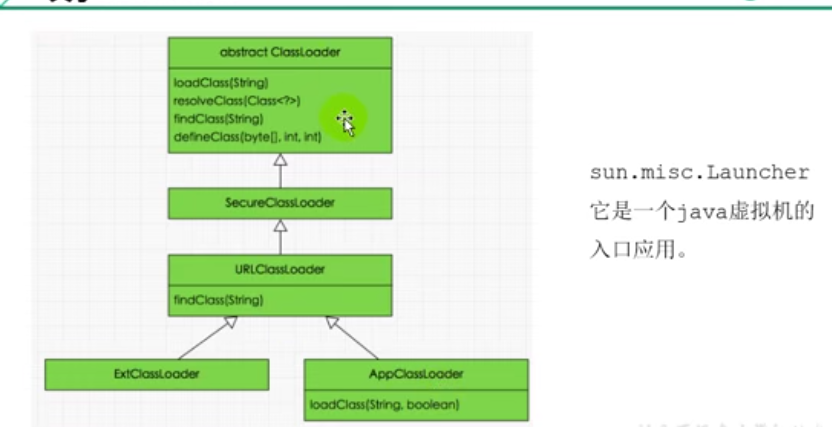 abstract ClassLoader
loadClass(String)
resolveClass(Class<?>)
findClass(String)
defineClass(byte[], int, int)
SecureClassLoader
URLClassLoader
findClass(String)
ExtClassLoader
AppClassLoader
loadClass(String, boolean)
sun.misc.Launcher
它是一个java虚拟机的
入口应用。